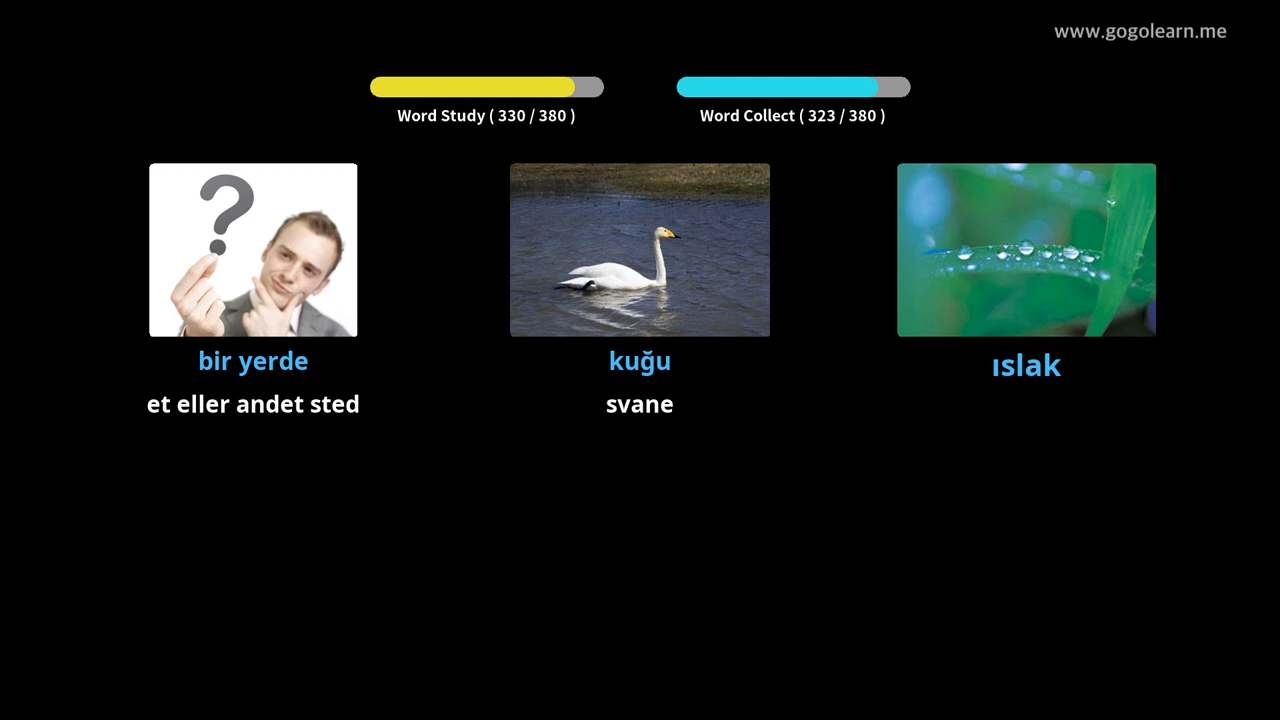 www.gogolearn.me
Word Study ( 330 / 380 )
Word Collect ( 323 / 380 )
bir yerde
kuğu
ıslak
et eller andet sted
svane